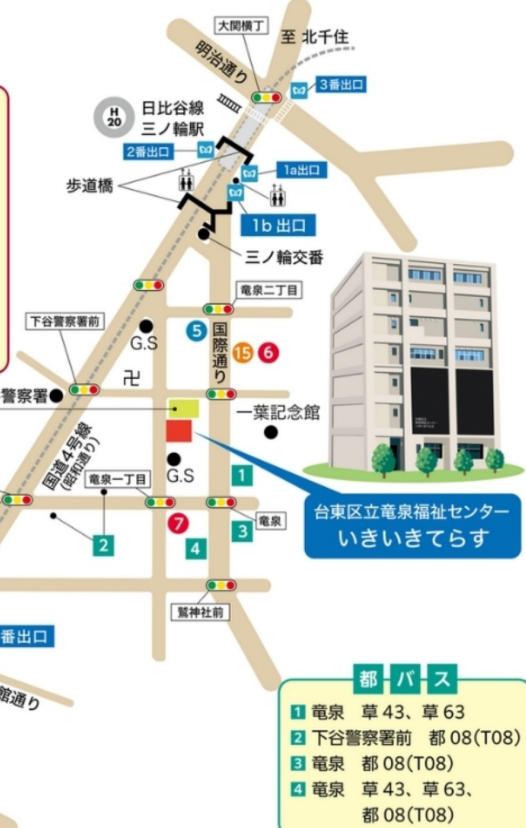 大関横丁
至 北千住
明治通り
3番出口
H
20
日比谷線
三ノ輪駅
2番出口
1a出口
歩道橋
1b 出口
三ノ輪交番
竜泉二丁目
下谷警察署前
G.S
5
国際通り
15
6
卍
警察署
一葉記念館
国道4号線
(昭和通り)
G.S
竜泉一丁目
1
台東区立竜泉福祉センター
いきいきてらす
7
竜泉
3
2
4
鷲神社前
番出口
館通り
都バス
1 竜泉 草43、草63
2 下谷警察署前 都08(T08)
3 竜泉 都08(T08)
4 竜泉 草43、草63、
都08(T08)